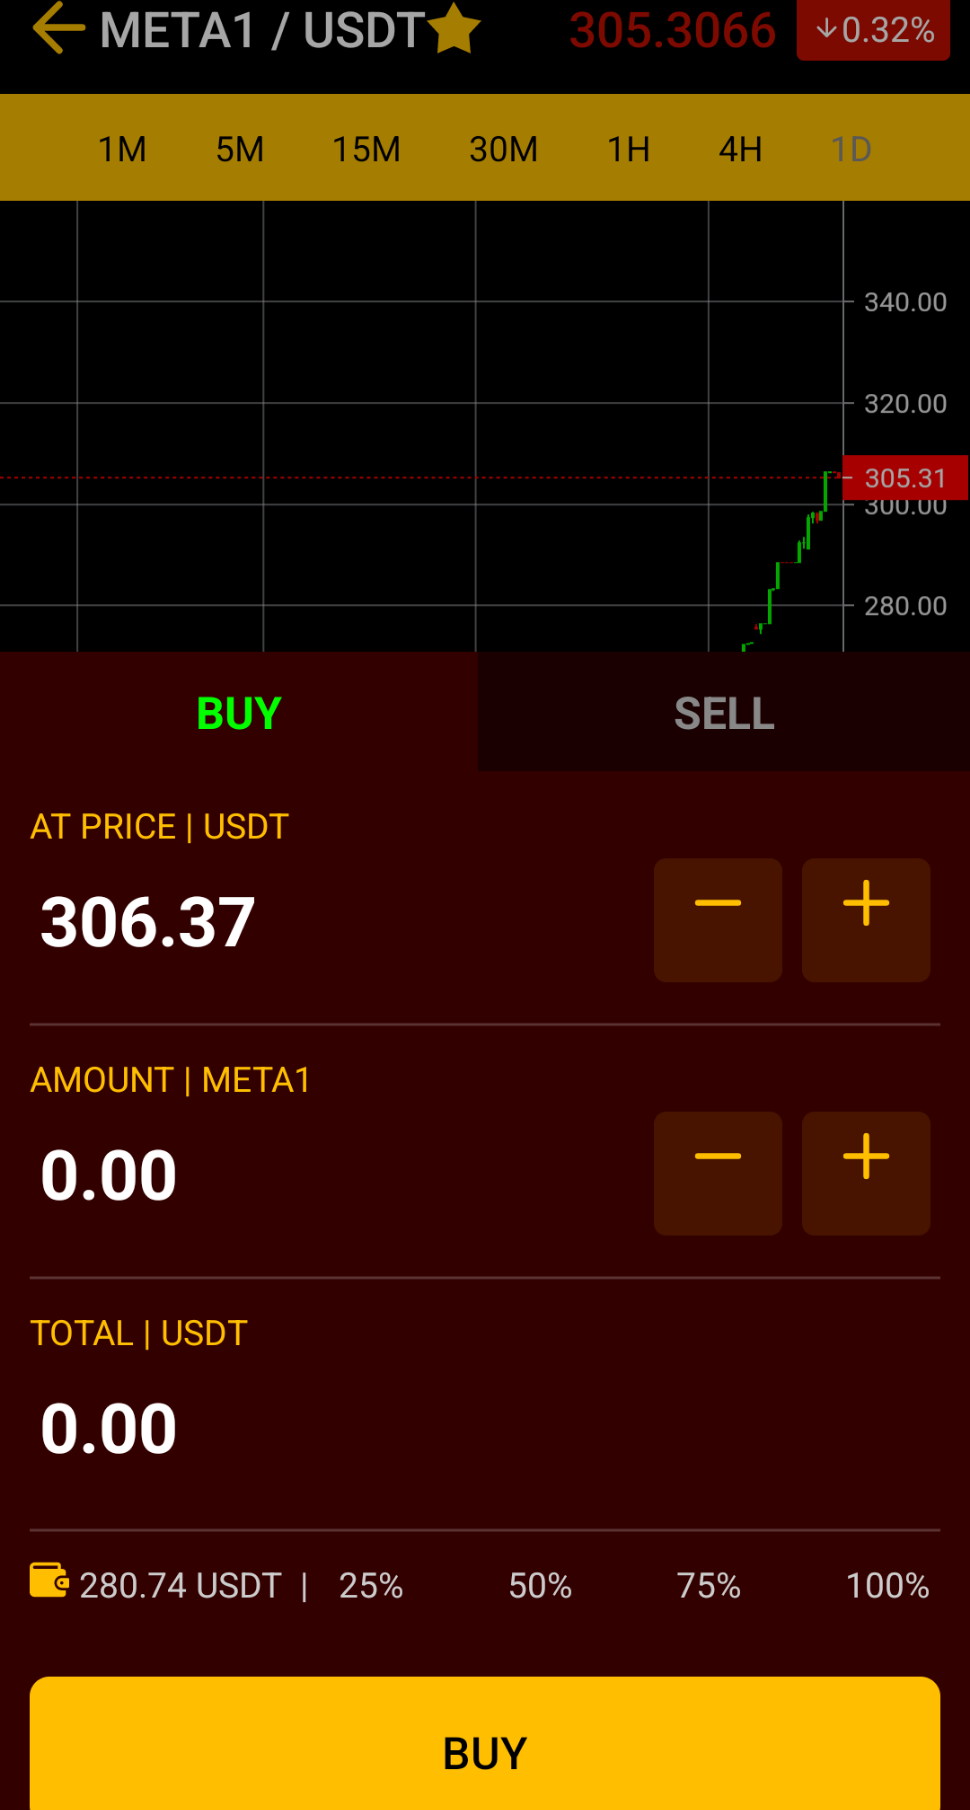 META1 / USDT 305.3066 ↓0.32%
1M 5M 15M 30M 1H 4H 1D
340.00
320.00
305.31
300.00
280.00
BUY SELL
AT PRICE | USDT
306.37 − +
AMOUNT | META1
0.00 − +
TOTAL | USDT
0.00
280.74 USDT | 25% 50% 75% 100%
BUY